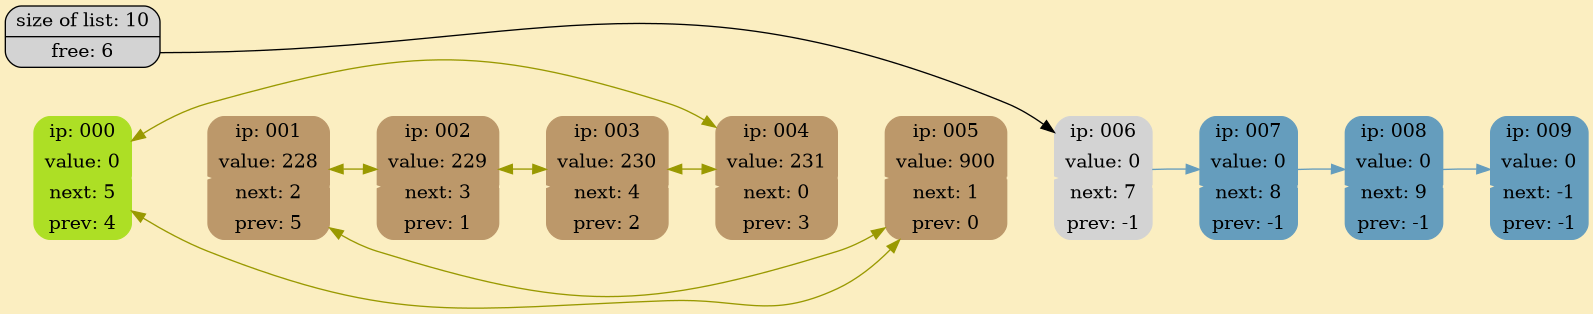 size of list: 10
free: 6
ip: 000
value: 0
next: 5
prev: 4
ip: 001
value: 228
next: 2
prev: 5
ip: 002
value: 229
next: 3
prev: 1
ip: 003
value: 230
next: 4
prev: 2
ip: 004
value: 231
next: 0
prev: 3
ip: 005
value: 900
next: 1
prev: 0
ip: 006
value: 0
next: 7
prev: -1
ip: 007
value: 0
next: 8
prev: -1
ip: 008
value: 0
next: 9
prev: -1
ip: 009
value: 0
next: -1
prev: -1